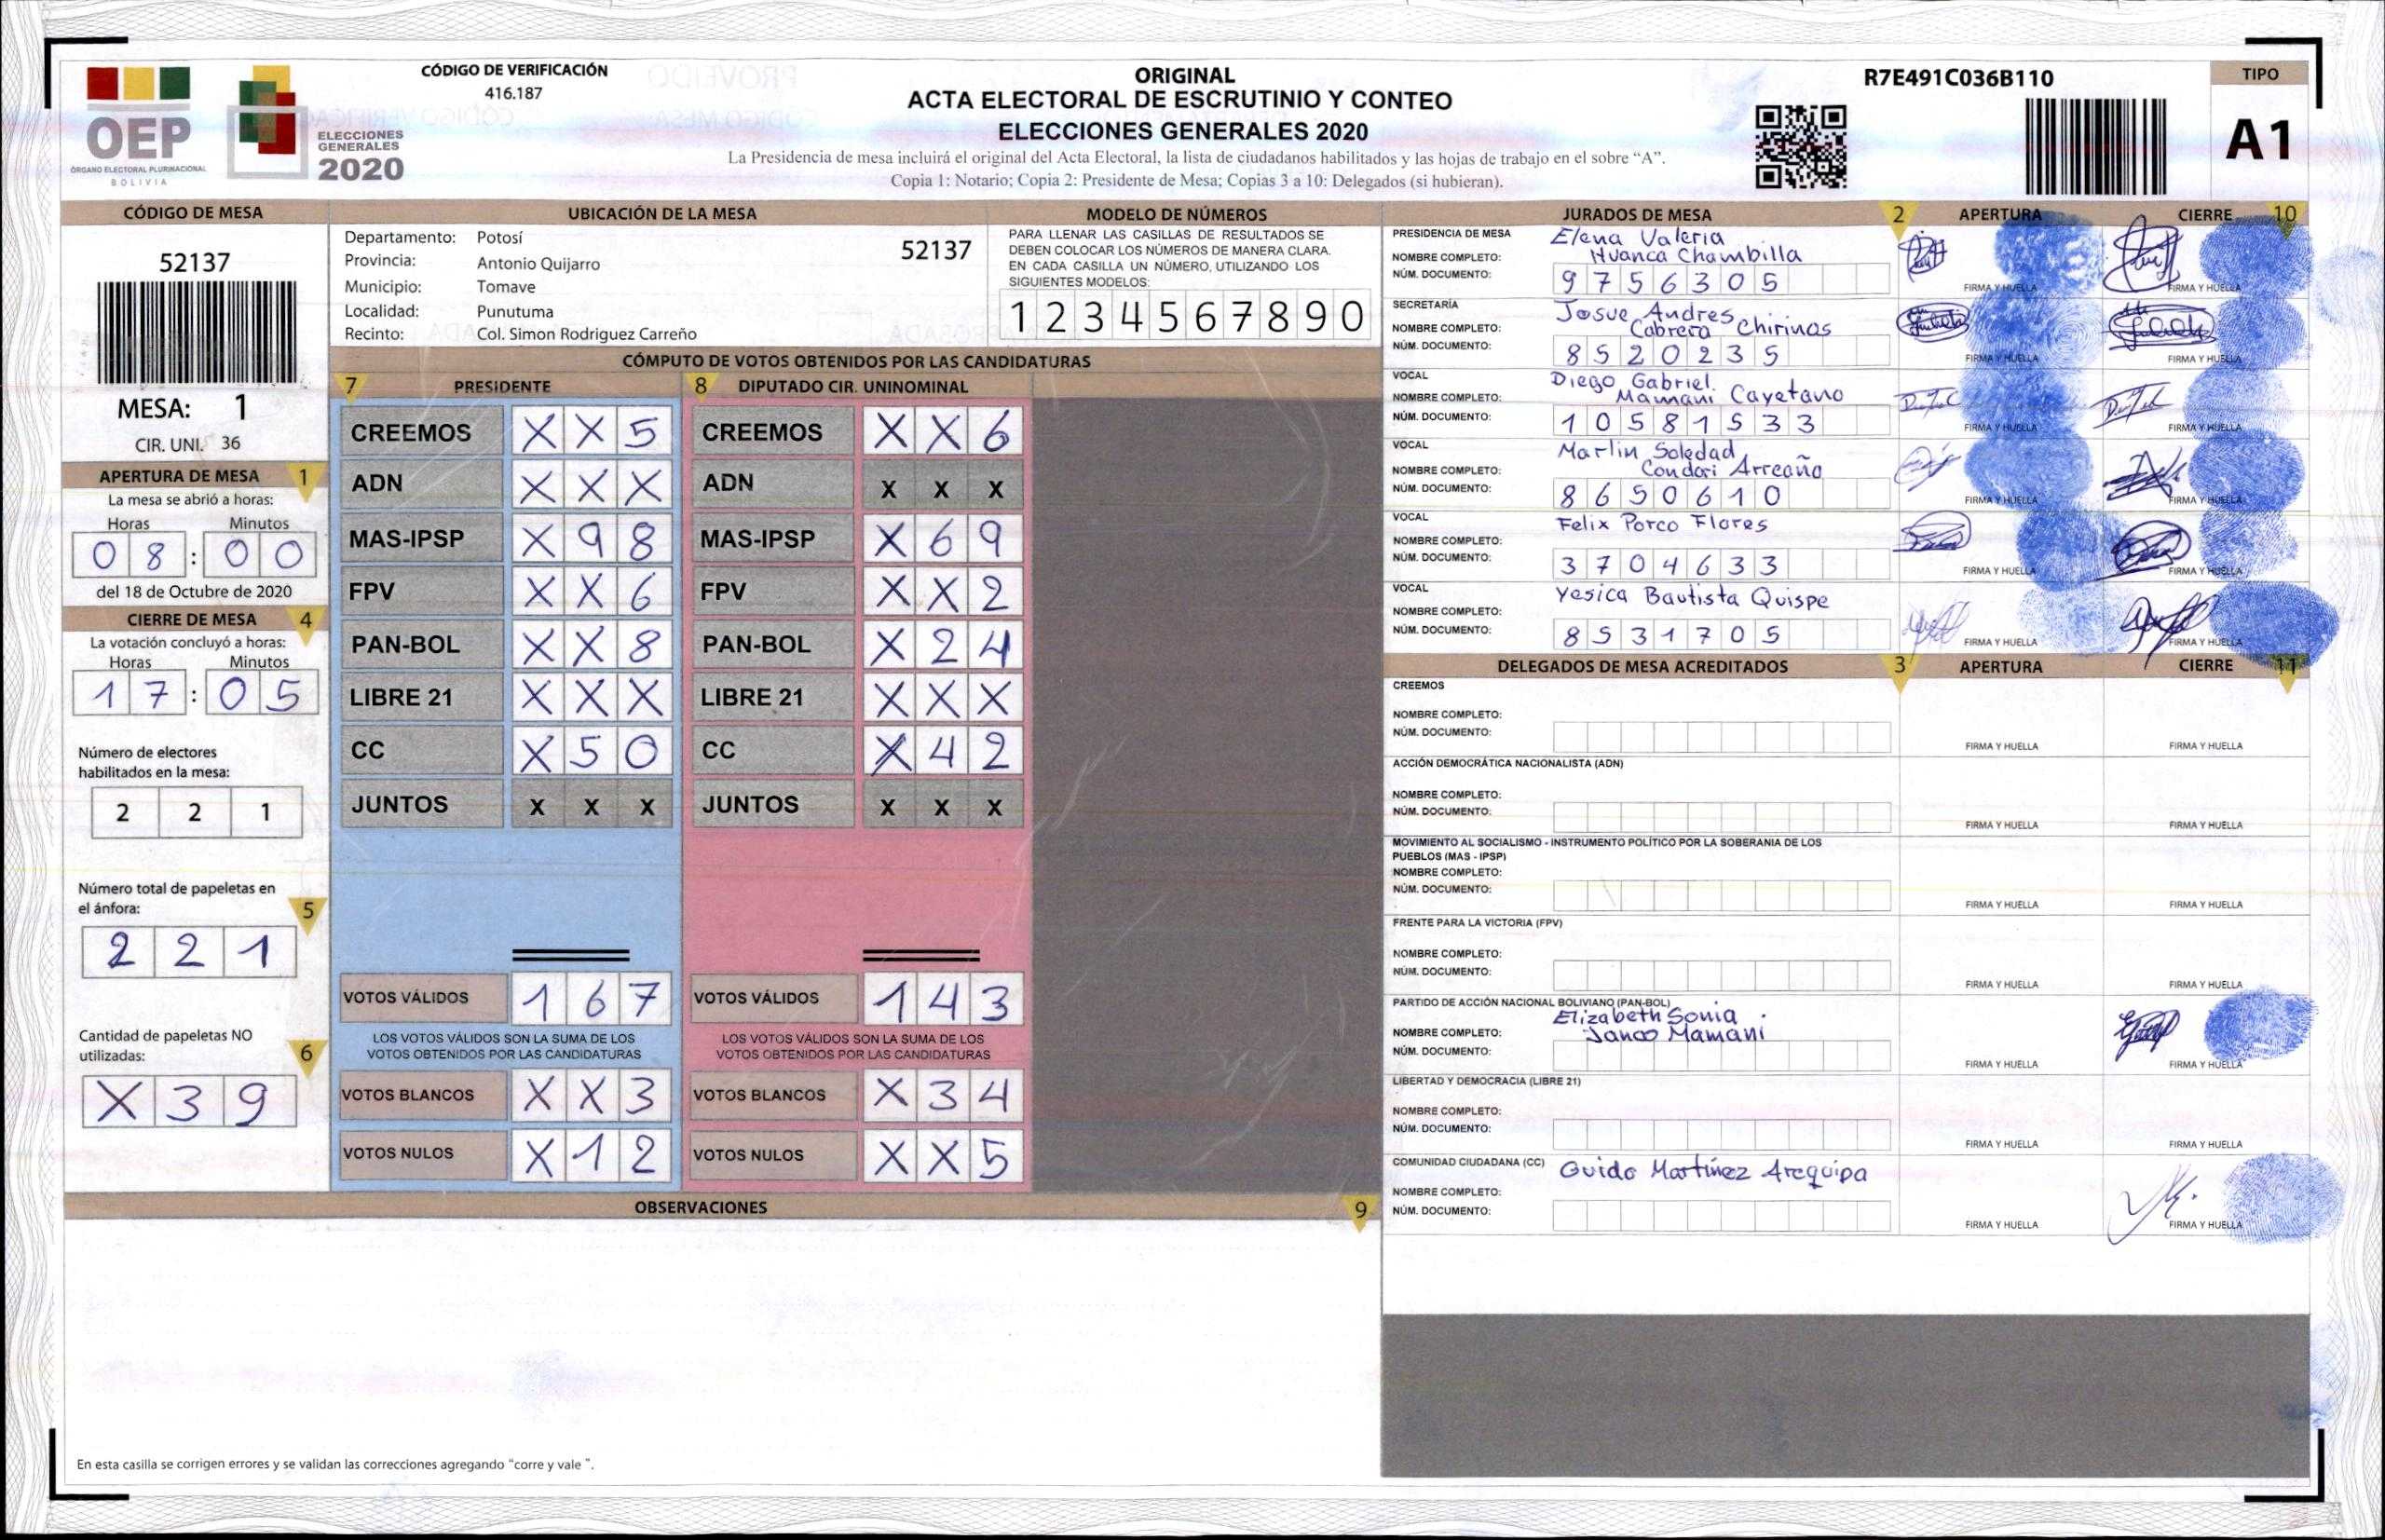 OEP
ÓRGANO ELECTORAL PLURINACIONAL
BOLIVIA
ELECCIONES
GENERALES
2020
CÓDIGO DE VERIFICACIÓN
416.187
ORIGINAL
ACTA ELECTORAL DE ESCRUTINIO Y CONTEO
ELECCIONES GENERALES 2020
La Presidencia de mesa incluirá el original del Acta Electoral, la lista de ciudadanos habilitados y las hojas de trabajo en el sobre “A”.
Copia 1: Notario; Copia 2: Presidente de Mesa; Copias 3 a 10: Delegados (si hubieran).
R7E491C036B110
TIPO
A1
CÓDIGO DE MESA
52137
MESA: 1
CIR. UNI. 36
APERTURA DE MESA 1
La mesa se abrió a horas:
Horas Minutos
0 8 : 0 0
del 18 de Octubre de 2020
CIERRE DE MESA 4
La votación concluyó a horas:
Horas Minutos
1 7 : 0 5
Número de electores
habilitados en la mesa:
2 2 1
Número total de papeletas en
el ánfora: 5
2 2 1
Cantidad de papeletas NO
utilizadas: 6
X 3 9
UBICACIÓN DE LA MESA
Departamento: Potosí 52137
Provincia: Antonio Quijarro
Municipio: Tomave
Localidad: Punutuma
Recinto: Col. Simon Rodriguez Carreño
MODELO DE NÚMEROS
PARA LLENAR LAS CASILLAS DE RESULTADOS SE
DEBEN COLOCAR LOS NÚMEROS DE MANERA CLARA.
EN CADA CASILLA UN NÚMERO, UTILIZANDO LOS
SIGUIENTES MODELOS:
1 2 3 4 5 6 7 8 9 0
CÓMPUTO DE VOTOS OBTENIDOS POR LAS CANDIDATURAS
7 PRESIDENTE 8 DIPUTADO CIR. UNINOMINAL
CREEMOS X X 5 CREEMOS X X 6
ADN X X X ADN X X X
MAS-IPSP X 9 8 MAS-IPSP X 6 9
FPV X X 6 FPV X X 2
PAN-BOL X X 8 PAN-BOL X 2 4
LIBRE 21 X X X LIBRE 21 X X X
CC X 5 0 CC X 4 2
JUNTOS X X X JUNTOS X X X
VOTOS VÁLIDOS 1 6 7 VOTOS VÁLIDOS 1 4 3
LOS VOTOS VÁLIDOS SON LA SUMA DE LOS LOS VOTOS VÁLIDOS SON LA SUMA DE LOS
VOTOS OBTENIDOS POR LAS CANDIDATURAS VOTOS OBTENIDOS POR LAS CANDIDATURAS
VOTOS BLANCOS X X 3 VOTOS BLANCOS X 3 4
VOTOS NULOS X 1 2 VOTOS NULOS X X 5
OBSERVACIONES 9
En esta casilla se corrigen errores y se validan las correcciones agregando “corre y vale ”.
JURADOS DE MESA 2 APERTURA CIERRE 10
PRESIDENCIA DE MESA Elena Valeria
NOMBRE COMPLETO: Huanca Chambilla
NÚM. DOCUMENTO: 9 7 5 6 3 0 5
FIRMA Y HUELLA FIRMA Y HUELLA
SECRETARÍA Josue Andres
NOMBRE COMPLETO: Cabrera Chirinos
NÚM. DOCUMENTO: 8 5 2 0 2 3 5
FIRMA Y HUELLA FIRMA Y HUELLA
VOCAL Diego Gabriel
NOMBRE COMPLETO: Mamani Cayetano
NÚM. DOCUMENTO: 1 0 5 8 1 5 3 3
FIRMA Y HUELLA FIRMA Y HUELLA
VOCAL Marlin Soledad
NOMBRE COMPLETO: Condori Arreaño
NÚM. DOCUMENTO: 8 6 5 0 6 1 0
FIRMA Y HUELLA FIRMA Y HUELLA
VOCAL Felix Porco Flores
NOMBRE COMPLETO:
NÚM. DOCUMENTO: 3 7 0 4 6 3 3
FIRMA Y HUELLA FIRMA Y HUELLA
VOCAL Yesica Bautista Quispe
NOMBRE COMPLETO:
NÚM. DOCUMENTO: 8 5 3 1 7 0 5
FIRMA Y HUELLA FIRMA Y HUELLA
DELEGADOS DE MESA ACREDITADOS 3 APERTURA CIERRE 11
CREEMOS
NOMBRE COMPLETO:
NÚM. DOCUMENTO:
FIRMA Y HUELLA FIRMA Y HUELLA
ACCIÓN DEMOCRÁTICA NACIONALISTA (ADN)
NOMBRE COMPLETO:
NÚM. DOCUMENTO:
FIRMA Y HUELLA FIRMA Y HUELLA
MOVIMIENTO AL SOCIALISMO - INSTRUMENTO POLÍTICO POR LA SOBERANIA DE LOS
PUEBLOS (MAS - IPSP)
NOMBRE COMPLETO:
NÚM. DOCUMENTO:
FIRMA Y HUELLA FIRMA Y HUELLA
FRENTE PARA LA VICTORIA (FPV)
NOMBRE COMPLETO:
NÚM. DOCUMENTO:
FIRMA Y HUELLA FIRMA Y HUELLA
PARTIDO DE ACCIÓN NACIONAL BOLIVIANO (PAN-BOL)
Elizabeth Sonia
NOMBRE COMPLETO: Janco Mamani
NÚM. DOCUMENTO:
FIRMA Y HUELLA FIRMA Y HUELLA
LIBERTAD Y DEMOCRACIA (LIBRE 21)
NOMBRE COMPLETO:
NÚM. DOCUMENTO:
FIRMA Y HUELLA FIRMA Y HUELLA
COMUNIDAD CIUDADANA (CC) Guido Martínez Arequipa
NOMBRE COMPLETO:
NÚM. DOCUMENTO:
FIRMA Y HUELLA FIRMA Y HUELLA